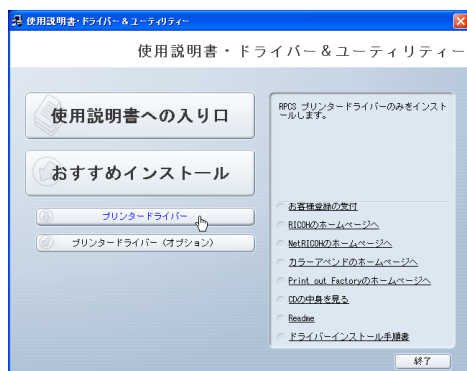 使用説明書・ドライバー & ユーティリティー
使用説明書・ドライバー＆ユーティリティー
使用説明書への入り口
おすすめインストール
プリンタードライバー
プリンタードライバー（オプション）
RPCS プリンタードライバーのみをインスト
ールします。
お客様登録の受付
RICOHのホームページへ
NetRICOHのホームページへ
カラーアペンドのホームページへ
Print out Factoryのホームページへ
CDの中身を見る
Readme
ドライバーインストール手順書
終了